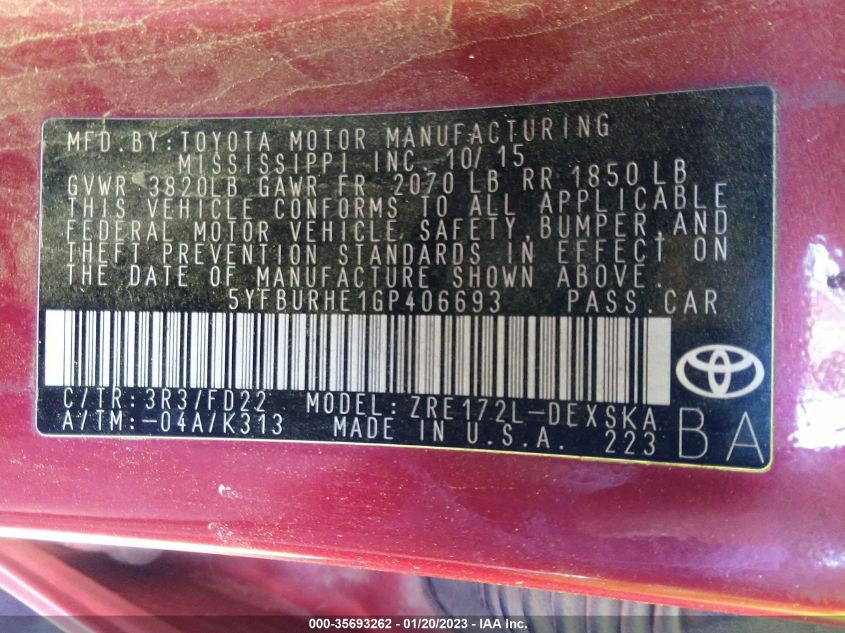 MFD. BY: TOYOTA MOTOR MANUFACTURING
MISSISSIPPI INC. 10/15
GVWR 3820LB GAWR FR 2070 LB RR 1850 LB
THIS VEHICLE CONFORMS TO ALL APPLICABLE
FEDERAL MOTOR VEHICLE SAFETY, BUMPER, AND
THEFT PREVENTION STANDARDS IN EFFECT ON
THE DATE OF MANUFACTURE SHOWN ABOVE.
5YFBURHE1GP406693 PASS. CAR
C/TR: 3R3/FD22 MODEL: ZRE172L-DEXSKA
A/TM: -04A/K313 MADE IN U.S.A. 223
BA
000-35693262 - 01/20/2023 - IAA Inc.